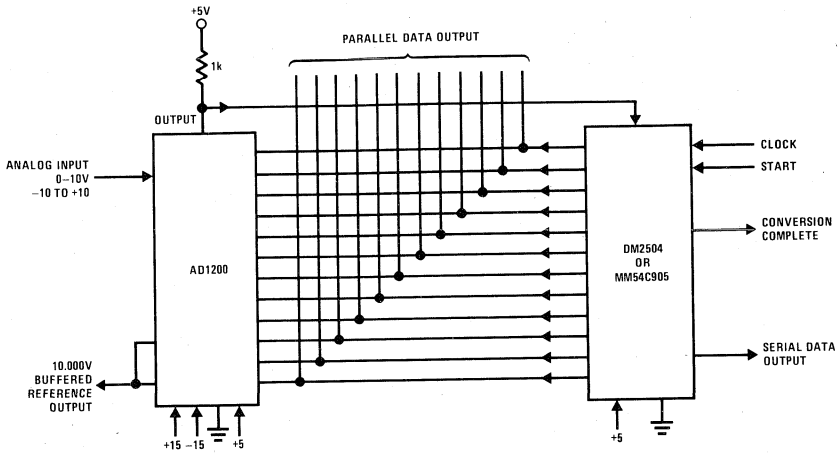 +5V
PARALLEL DATA OUTPUT
1k
OUTPUT
ANALOG INPUT
0–10V
–10 TO +10
CLOCK
START
CONVERSION
COMPLETE
DM2504
OR
MM54C905
AD1200
SERIAL DATA
OUTPUT
10.000V
BUFFERED
REFERENCE
OUTPUT
+15 –15 +5
+5